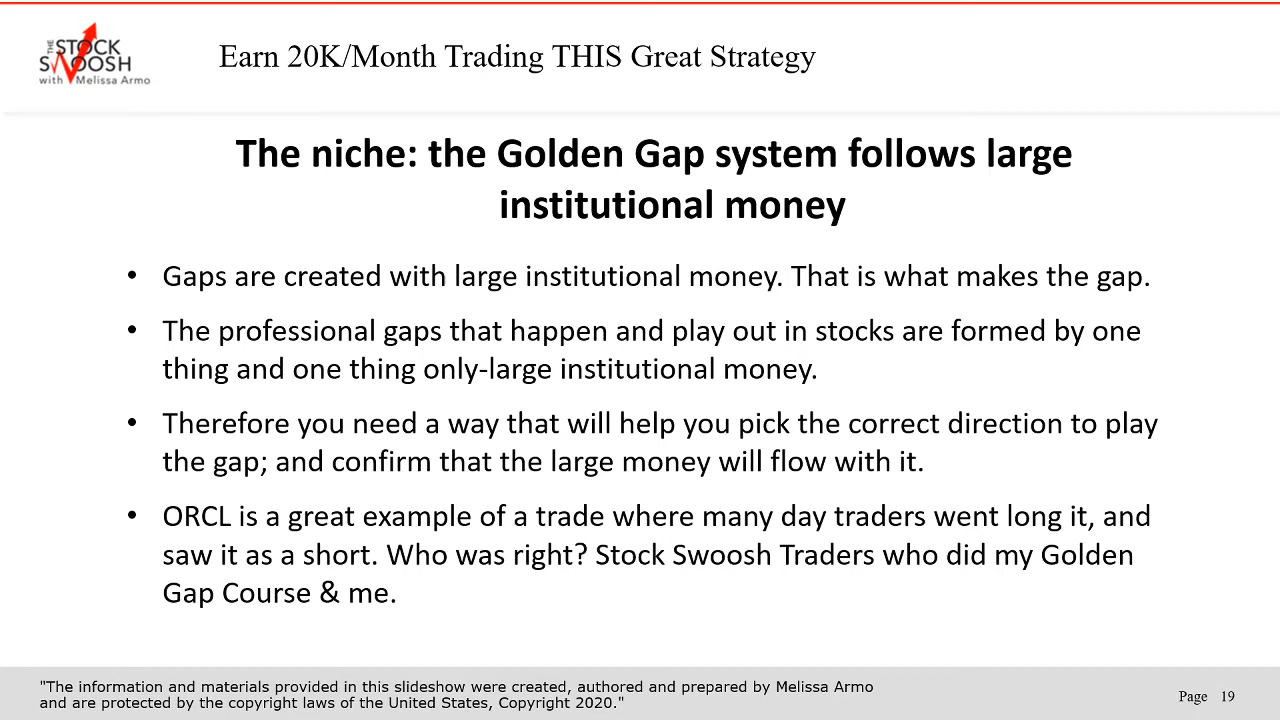 THE STOCK
SWOOSH
with Melissa Armo
Earn 20K/Month Trading THIS Great Strategy
The niche: the Golden Gap system follows large
institutional money
• Gaps are created with large institutional money. That is what makes the gap.
• The professional gaps that happen and play out in stocks are formed by one
thing and one thing only-large institutional money.
• Therefore you need a way that will help you pick the correct direction to play
the gap; and confirm that the large money will flow with it.
• ORCL is a great example of a trade where many day traders went long it, and
saw it as a short. Who was right? Stock Swoosh Traders who did my Golden
Gap Course & me.
"The information and materials provided in this slideshow were created, authored and prepared by Melissa Armo
and are protected by the copyright laws of the United States, Copyright 2020."
Page 19